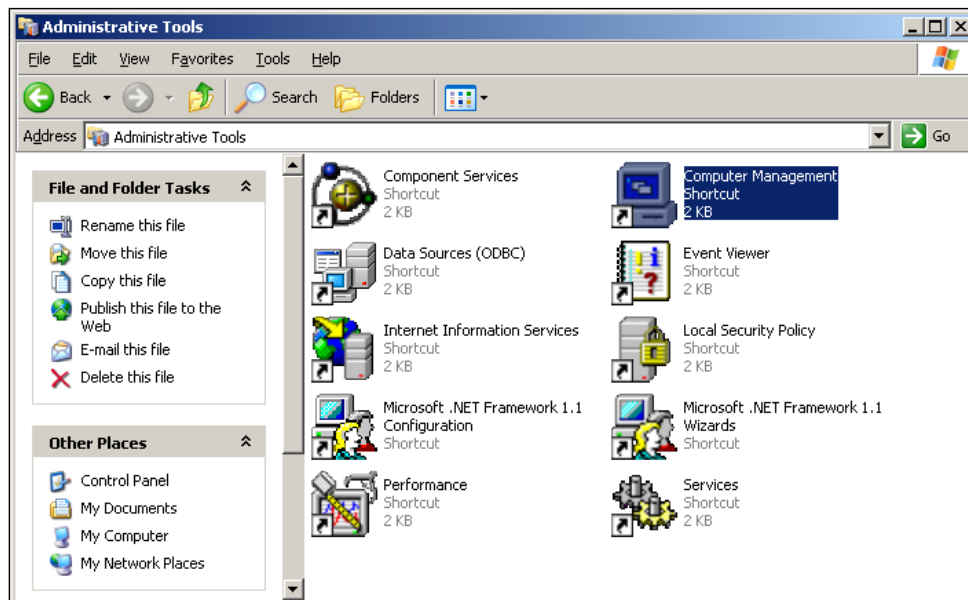 Administrative Tools
File Edit View Favorites Tools Help
Back Search Folders
Address Administrative Tools Go
File and Folder Tasks
Rename this file
Move this file
Copy this file
Publish this file to the
Web
E-mail this file
Delete this file
Other Places
Control Panel
My Documents
My Computer
My Network Places
Component Services
Shortcut
2 KB
Computer Management
Shortcut
2 KB
Data Sources (ODBC)
Shortcut
2 KB
Event Viewer
Shortcut
2 KB
Internet Information Services
Shortcut
2 KB
Local Security Policy
Shortcut
2 KB
Microsoft .NET Framework 1.1
Configuration
Shortcut
Microsoft .NET Framework 1.1
Wizards
Shortcut
Performance
Shortcut
2 KB
Services
Shortcut
2 KB